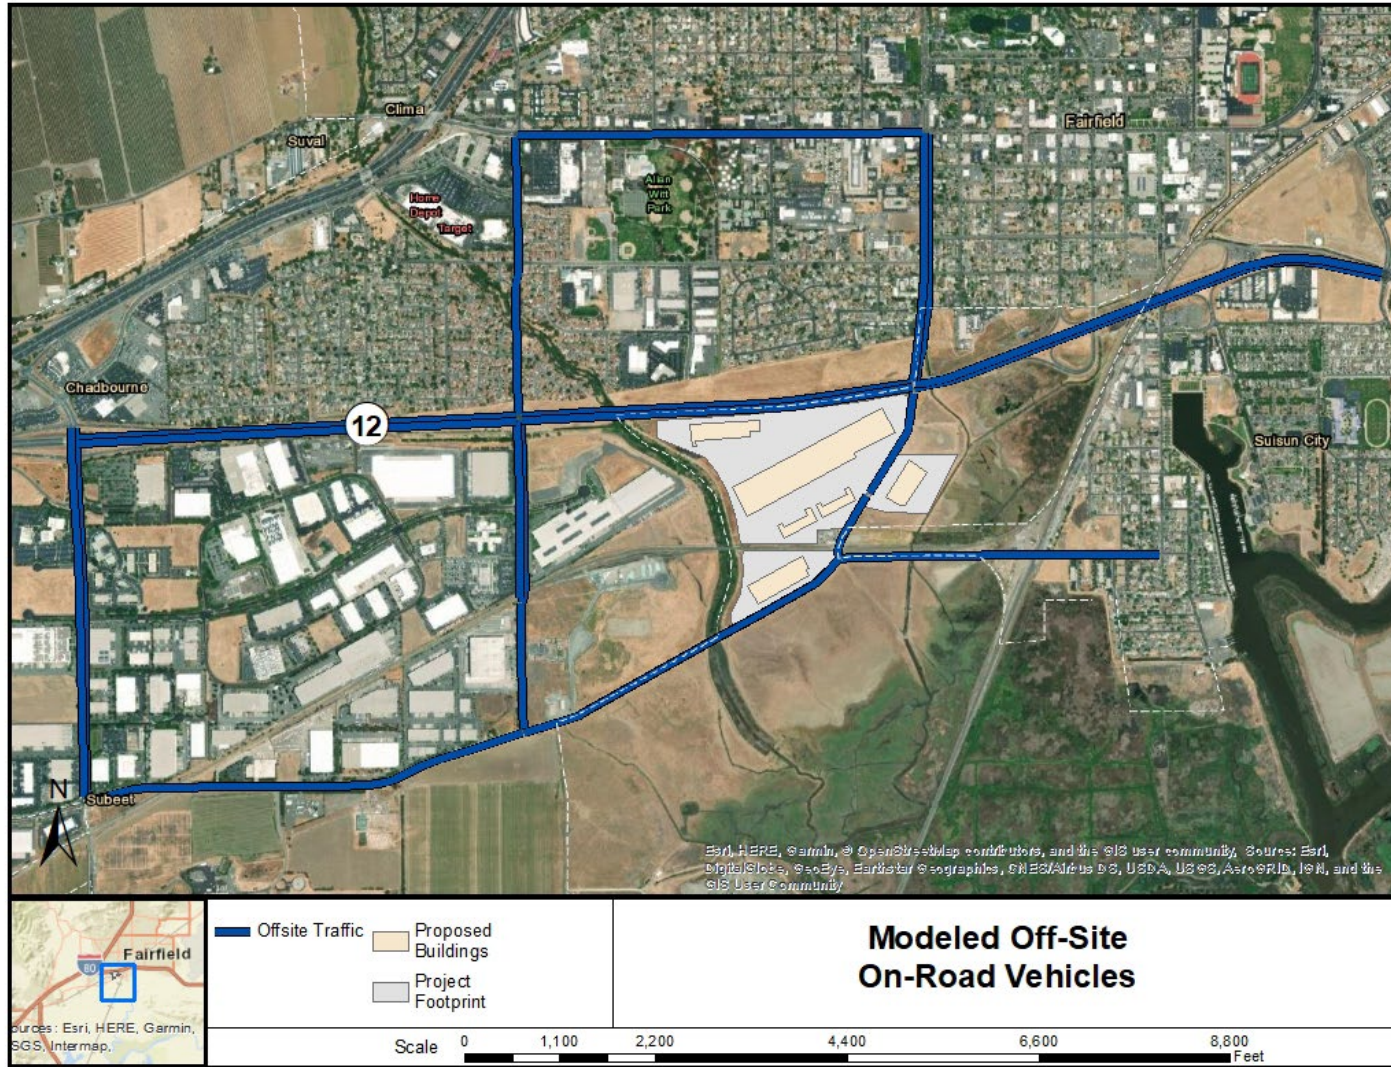 Clima
Suval
Fairfield
Home
Depot
Target
Allan
Witt
Park
Chadbourne
12
Suisun City
N
Subeet
Esri, HERE, Garmin, © OpenStreetMap contributors, and the GIS user community, Source: Esri,
DigitalGlobe, GeoEye, Earthstar Geographics, CNES/Airbus DS, USDA, USGS, AeroGRID, IGN, and the
GIS User Community
Fairfield
80
ources: Esri, HERE, Garmin,
SGS, Intermap,
Offsite Traffic
Proposed
Buildings
Project
Footprint
Modeled Off-Site
On-Road Vehicles
Scale
0 1,100 2,200 4,400 6,600 8,800
Feet